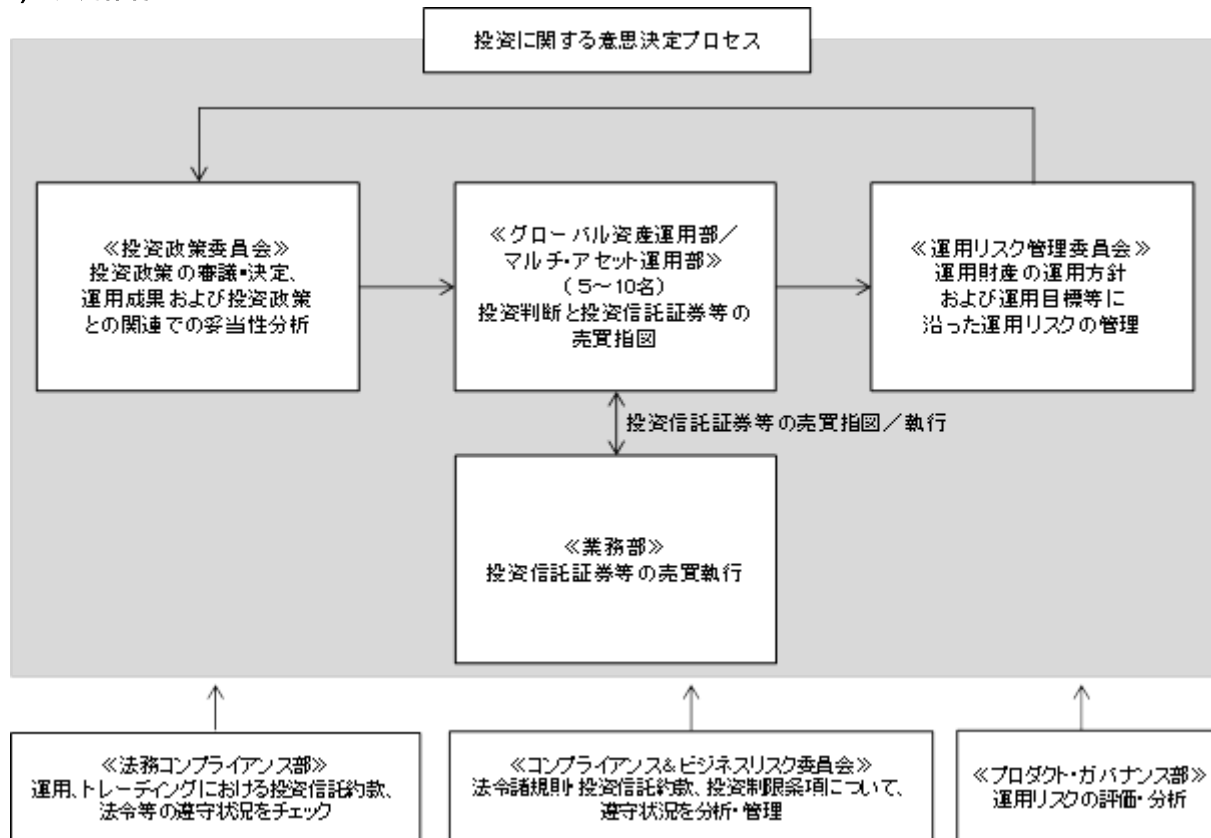 投資に関する意思決定プロセス
≪投資政策委員会≫
投資政策の審議・決定、
運用成果および投資政策
との関連での妥当性分析
≪グローバル資産運用部/
マルチ・アセット運用部≫
(5~10名)
投資判断と投資信託証券等の
売買指図
≪運用リスク管理委員会≫
運用財産の運用方針
および運用目標等に
沿った運用リスクの管理
投資信託証券等の売買指図/執行
≪業務部≫
投資信託証券等の売買執行
≪法務コンプライアンス部≫
運用、トレーディングにおける投資信託約款、
法令等の遵守状況をチェック
≪コンプライアンス&ビジネスリスク委員会≫
法令諸規則・投資信託約款、投資制限条項について、
遵守状況を分析・管理
≪プロダクト・ガバナンス部≫
運用リスクの評価・分析